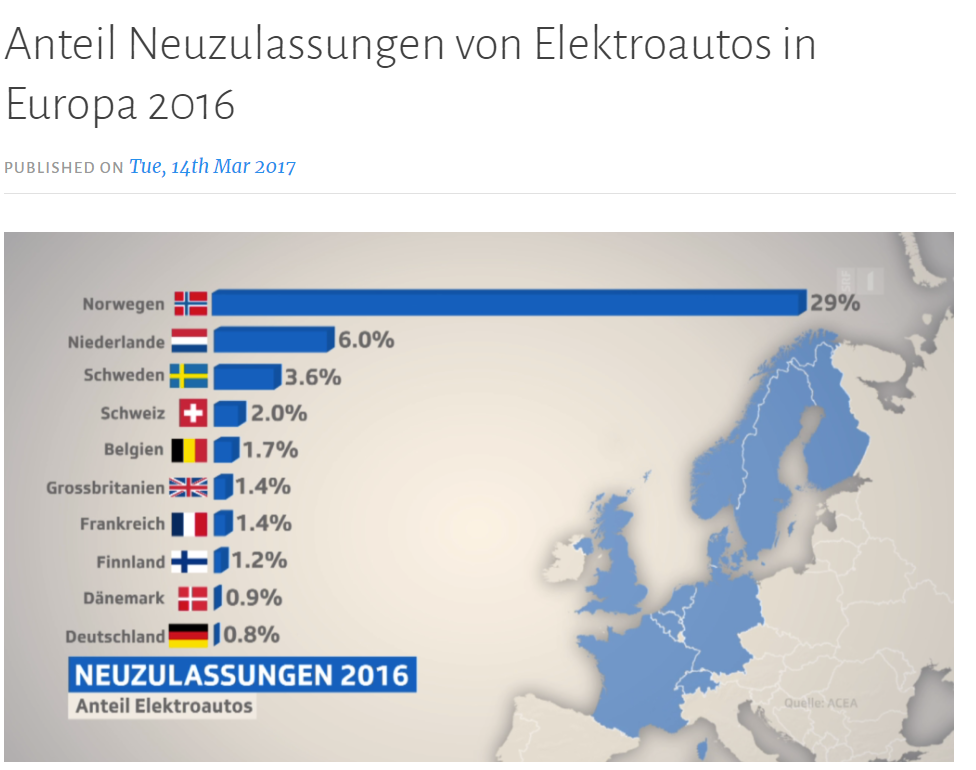 Anteil Neuzulassungen von Elektroautos in
Europa 2016
PUBLISHED ON Tue, 14th Mar 2017
Norwegen 29%
Niederlande 6.0%
Schweden 3.6%
Schweiz 2.0%
Belgien 1.7%
Grossbritanien 1.4%
Frankreich 1.4%
Finnland 1.2%
Dänemark 0.9%
Deutschland 0.8%
NEUZULASSUNGEN 2016
Anteil Elektroautos
Quelle: ACEA